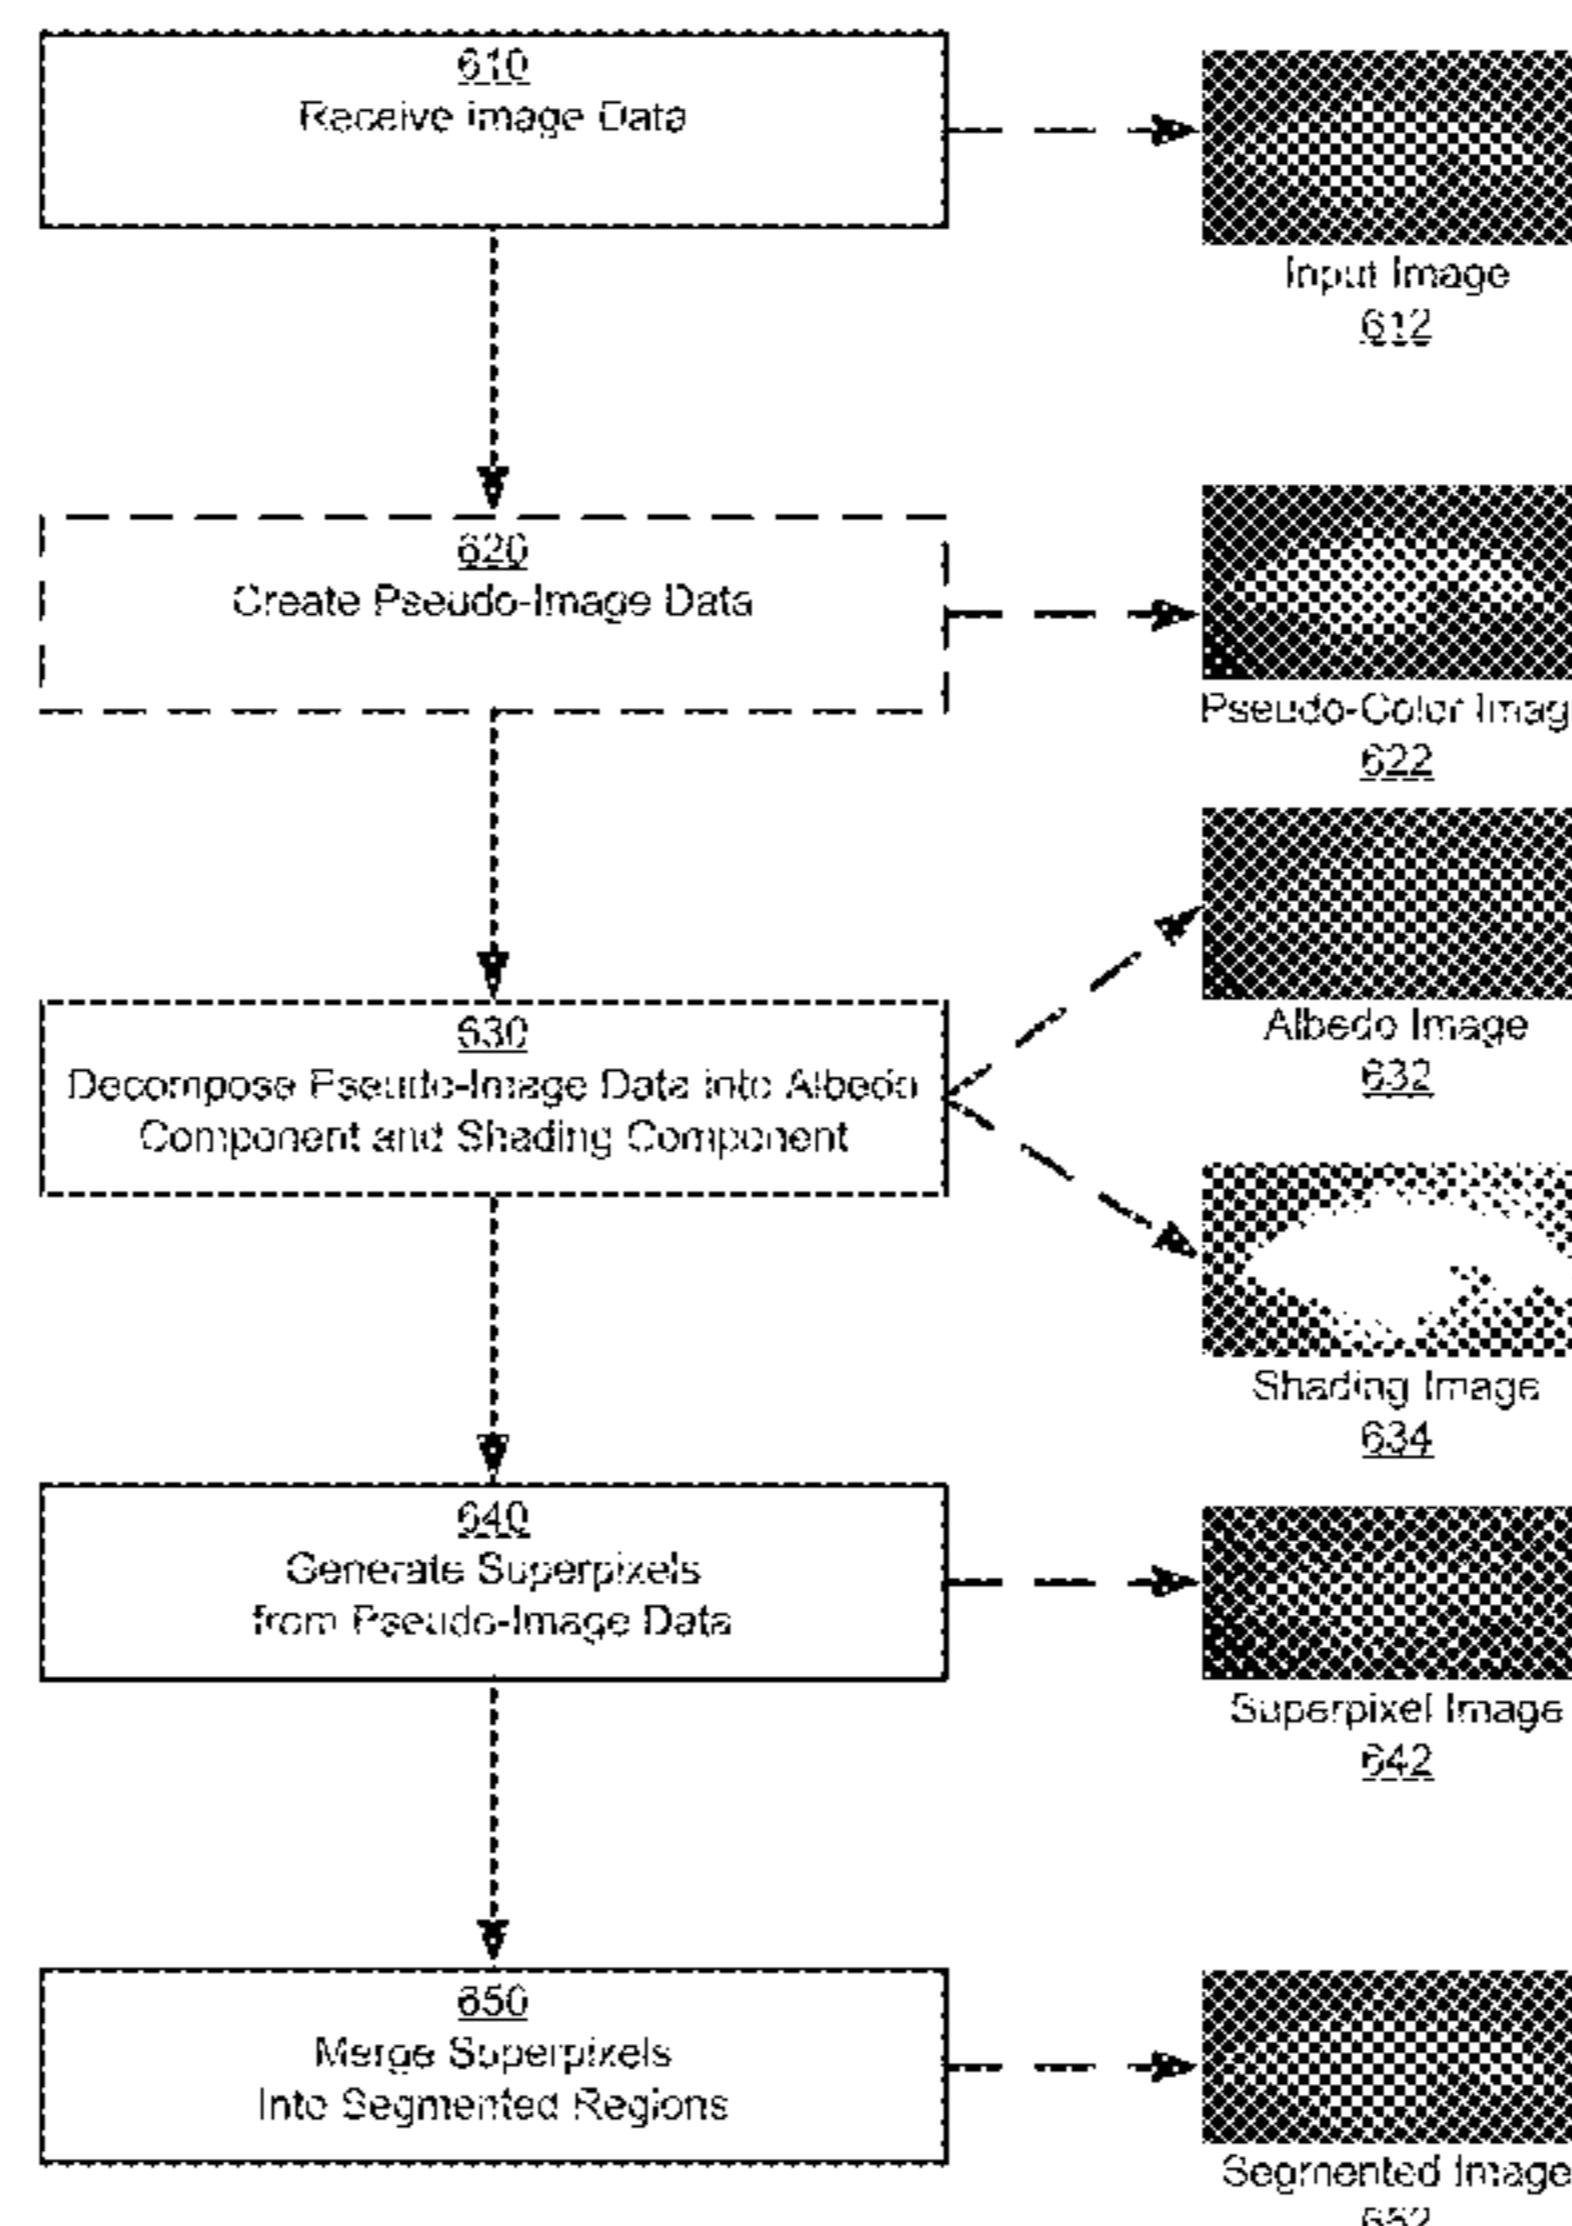 610
Receive Image Data
Input Image
612
620
Create Pseudo-Image Data
Pseudo-Color Imag
622
630
Decompose Pseudo-Image Data into Albedo
Component and Shading Component
Albedo Image
632
Shading Image
634
640
Generate Superpixels
from Pseudo-Image Data
Superpixel Image
642
650
Merge Superpixels
Into Segmented Regions
Segmented Image
652